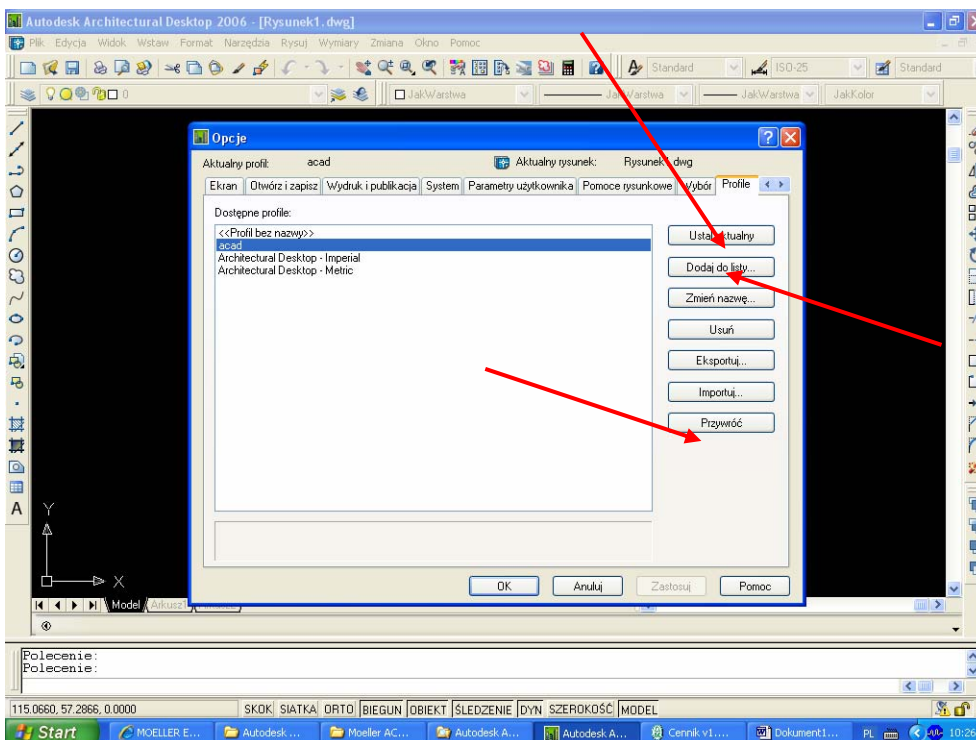 Autodesk Architectural Desktop 2006 - [Rysunek1.dwg]
Plik Edycja Widok Wstaw Format Narzędzia Rysuj Wymiary Zmiana Okno Pomoc
Standard ISO-25 Standard
0 JakWarstwa JakWarstwa JakWarstwa JakKolor
Opcje
Aktualny profil: acad Aktualny rysunek: Rysunek1.dwg
Ekran Otwórz i zapisz Wydruk i publikacja System Parametry użytkownika Pomoce rysunkowe Wybór Profile
Dostępne profile:
<<Profil bez nazwy>>
acad
Architectural Desktop - Imperial
Architectural Desktop - Metric
Ustal aktualny
Dodaj do listy...
Zmień nazwę...
Usuń
Eksportuj...
Importuj...
Przywróć
OK Anuluj Zastosuj Pomoc
A
Y
X
Model Arkusz1
Polecenie:
Polecenie:
115.0660, 57.2866, 0.0000 SKOK SIATKA ORTO BIEGUN OBIEKT ŚLEDZENIE DYN SZEROKOŚĆ MODEL
Start MOELLER E... Autodesk ... Moeller AC... Autodesk A... Autodesk A... Cennik v1.... Dokument1... PL 10:26